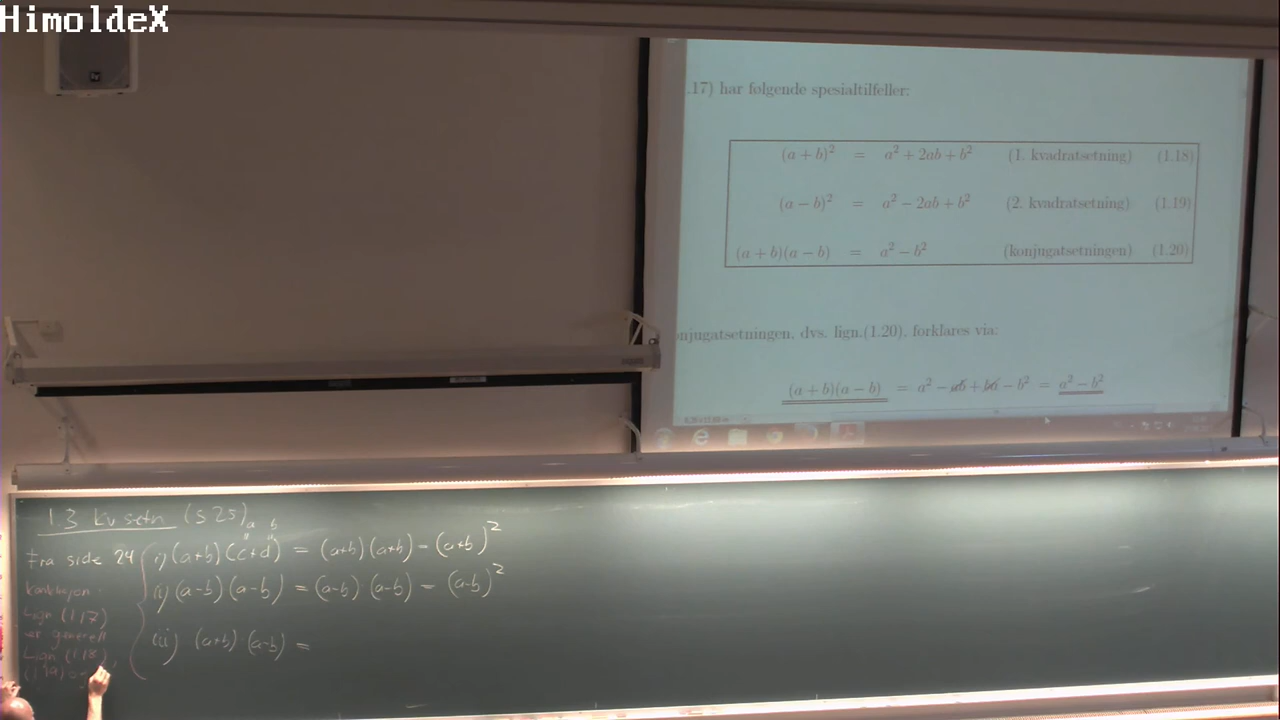 HimoldeX
.17) har følgende spesialtilfeller:
(a + b)² = a² + 2ab + b² (1. kvadratsetning) (1.18)
(a − b)² = a² − 2ab + b² (2. kvadratsetning) (1.19)
(a + b)(a − b) = a² − b² (konjugatsetningen) (1.20)
onjugatsetningen, dvs. lign.(1.20), forklares via:
(a + b)(a − b) = a² − ab + ba − b² = a² − b²
1.3 kv setn (s 25)
a b
Fra side 24
i) (a+b) (c+d) = (a+b) (a+b) = (a+b)²
ii) (a-b) (a-b) = (a-b) (a-b) = (a-b)²
iii) (a+b) (a-b) =
Lign (1.17)
er generell
Lign (1.18),
(1.19)